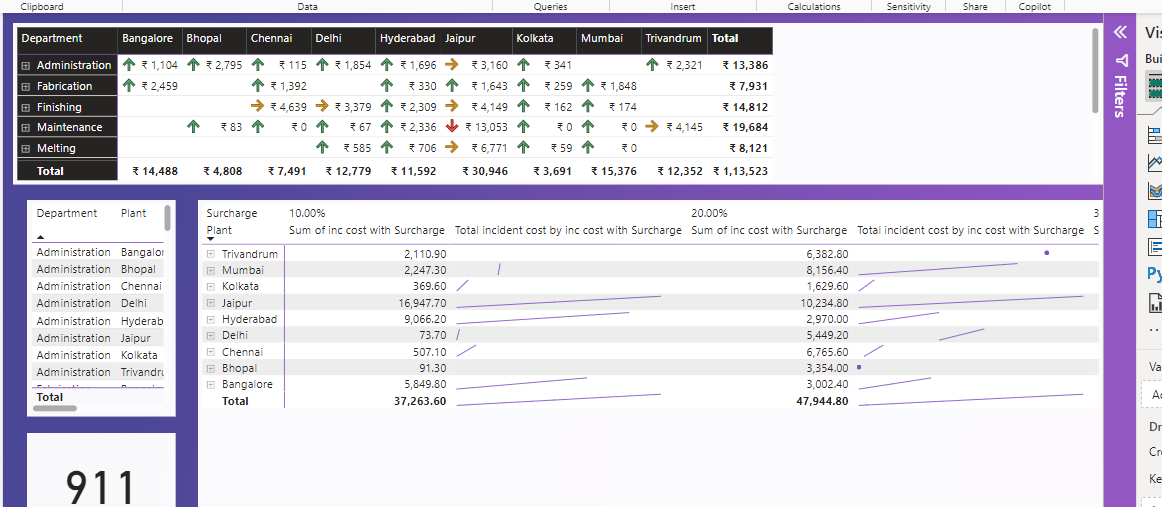 Clipboard Data Queries Insert Calculations Sensitivity Share Copilot
Department Bangalore Bhopal Chennai Delhi Hyderabad Jaipur Kolkata Mumbai Trivandrum Total
Administration ₹ 1,104 ₹ 2,795 ₹ 115 ₹ 1,854 ₹ 1,696 ₹ 3,160 ₹ 341 ₹ 2,321 ₹ 13,386
Fabrication ₹ 2,459 ₹ 1,392 ₹ 330 ₹ 1,643 ₹ 259 ₹ 1,848 ₹ 7,931
Finishing ₹ 4,639 ₹ 3,379 ₹ 2,309 ₹ 4,149 ₹ 162 ₹ 174 ₹ 14,812
Maintenance ₹ 83 ₹ 0 ₹ 67 ₹ 2,336 ₹ 13,053 ₹ 0 ₹ 0 ₹ 4,145 ₹ 19,684
Melting ₹ 585 ₹ 706 ₹ 6,771 ₹ 59 ₹ 0 ₹ 8,121
Total ₹ 14,488 ₹ 4,808 ₹ 7,491 ₹ 12,779 ₹ 11,592 ₹ 30,946 ₹ 3,691 ₹ 15,376 ₹ 12,352 ₹ 1,13,523
Filters
Department Plant
Administration Bangalor
Administration Bhopal
Administration Chennai
Administration Delhi
Administration Hyderab
Administration Jaipur
Administration Kolkata
Administration Trivandru
Total
911
Surcharge 10.00% 20.00% 3
Plant Sum of inc cost with Surcharge Total incident cost by inc cost with Surcharge Sum of inc cost with Surcharge Total incident cost by inc cost with Surcharge S
Trivandrum 2,110.90 6,382.80
Mumbai 2,247.30 8,156.40
Kolkata 369.60 1,629.60
Jaipur 16,947.70 10,234.80
Hyderabad 9,066.20 2,970.00
Delhi 73.70 5,449.20
Chennai 507.10 6,765.60
Bhopal 91.30 3,354.00
Bangalore 5,849.80 3,002.40
Total 37,263.60 47,944.80
Vis
Bui
Py
Va
Ad
Dr
Cro
Ke